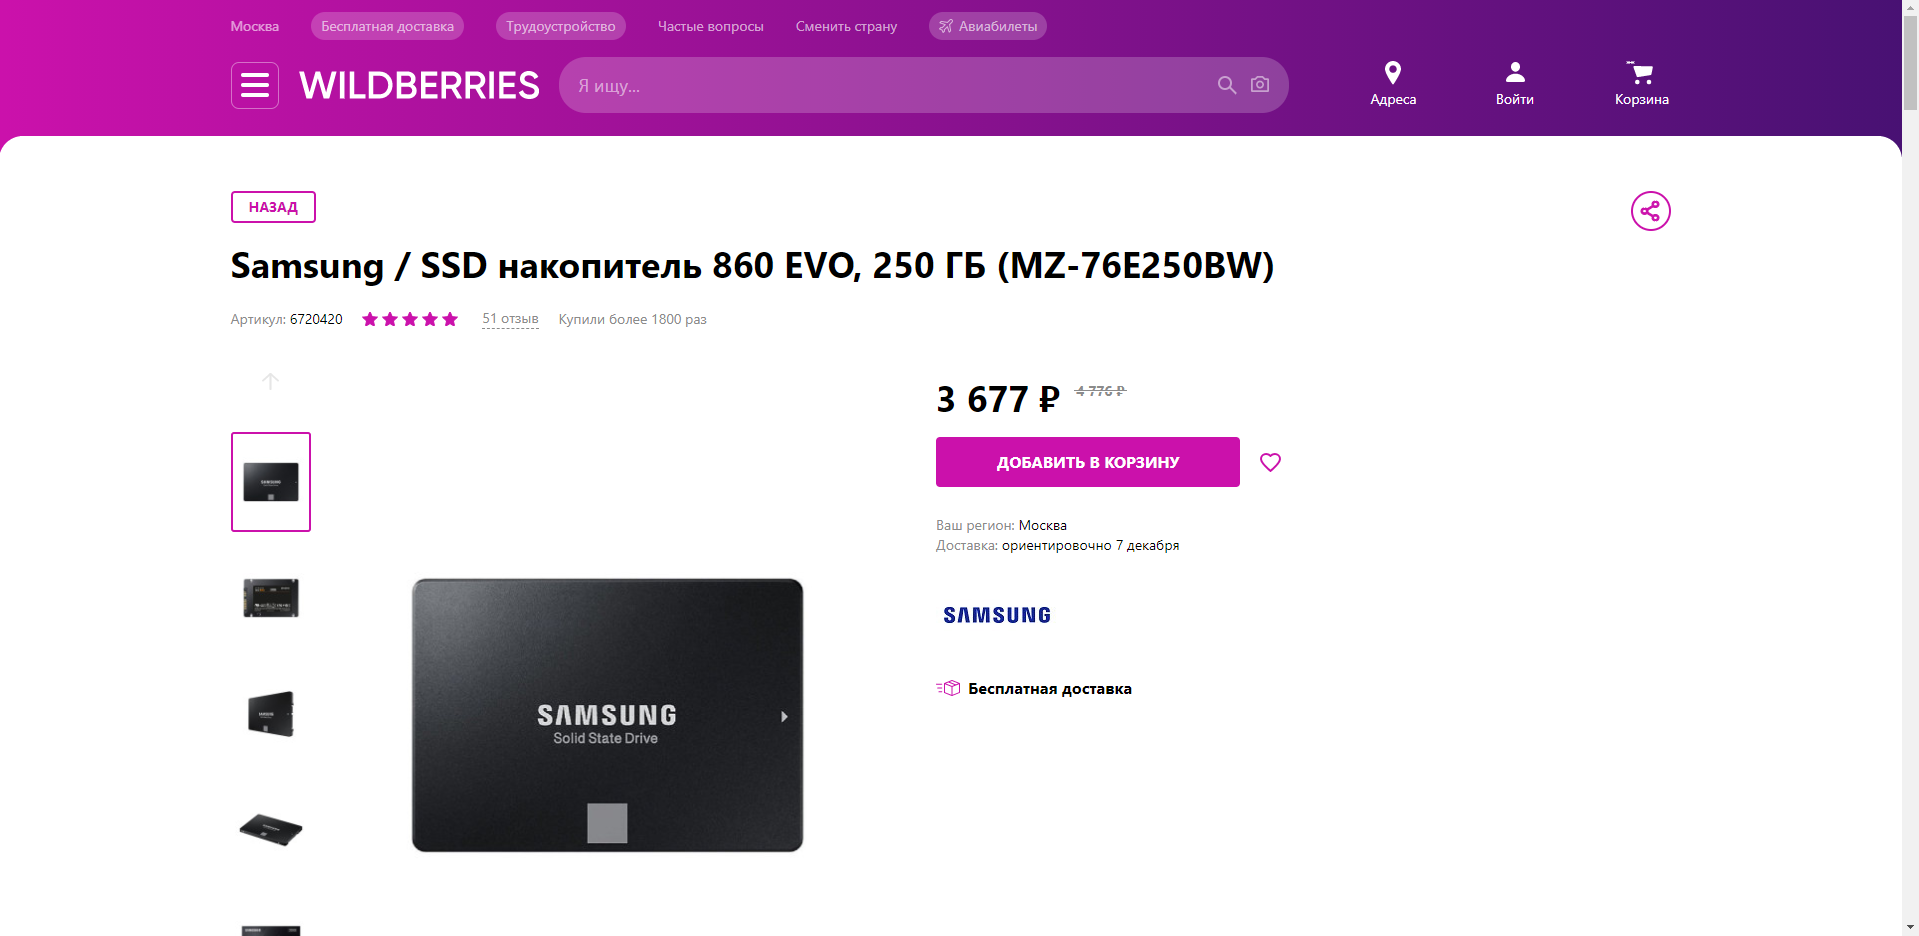 Москва Бесплатная доставка Трудоустройство Частые вопросы Сменить страну Авиабилеты
WILDBERRIES Я ищу... Адреса Войти Корзина
НАЗАД
Samsung / SSD накопитель 860 EVO, 250 ГБ (MZ-76E250BW)
Артикул: 6720420 51 отзыв Купили более 1800 раз
3 677 ₽ 4 776 ₽
ДОБАВИТЬ В КОРЗИНУ
Ваш регион: Москва
Доставка: ориентировочно 7 декабря
SAMSUNG
Бесплатная доставка
SAMSUNG
Solid State Drive
SAMSUNG
SAMSUNG